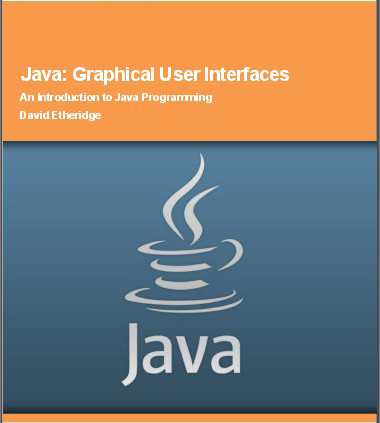 Java: Graphical User Interfaces
An Introduction to Java Programming
David Etheridge
Java